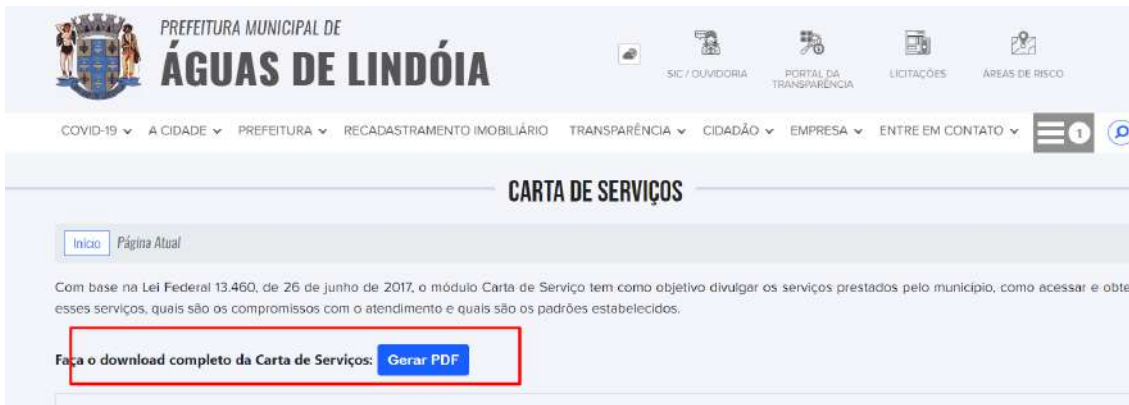 PREFEITURA MUNICIPAL DE
ÁGUAS DE LINDÓIA
SIC / OUVIDORIA
PORTAL DA
TRANSPARÊNCIA
LICITAÇÕES
ÁREAS DE RISCO
COVID-19 A CIDADE PREFEITURA RECADASTRAMENTO IMOBILIÁRIO TRANSPARÊNCIA CIDADÃO EMPRESA ENTRE EM CONTATO 1
CARTA DE SERVIÇOS
Início Página Atual
Com base na Lei Federal 13.460, de 26 de junho de 2017, o módulo Carta de Serviço tem como objetivo divulgar os serviços prestados pelo município, como acessar e obte
esses serviços, quais são os compromissos com o atendimento e quais são os padrões estabelecidos.
Faça o download completo da Carta de Serviços: Gerar PDF